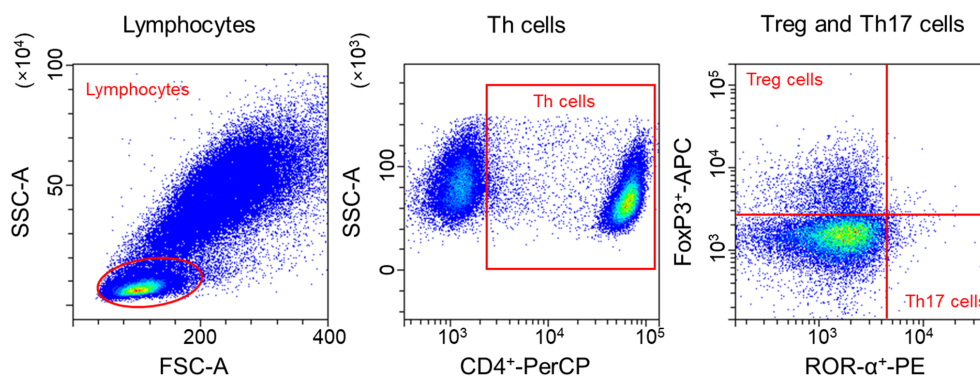 Lymphocytes
Th cells
Treg and Th17 cells
(×10⁴)
100
50
SSC-A
Lymphocytes
200
400
FSC-A
(×10³)
100
0
SSC-A
Th cells
10³
10⁴
10⁵
CD4⁺-PerCP
10⁵
10⁴
10³
FoxP3⁺-APC
Treg cells
Th17 cells
10³
10⁴
ROR-α⁺-PE